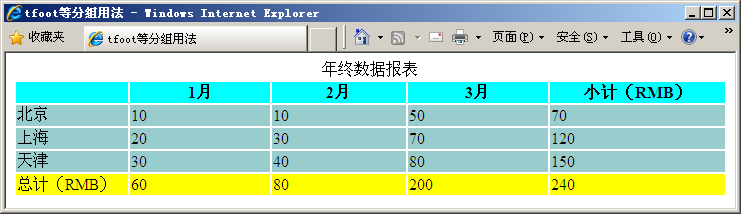 tfoot等分组用法 - Windows Internet Explorer
收藏夹 tfoot等分组用法 页面(P) 安全(S) 工具(O) »
年终数据报表
1月 2月 3月 小计（RMB）
北京 10 10 50 70
上海 20 30 70 120
天津 30 40 80 150
总计（RMB） 60 80 200 240